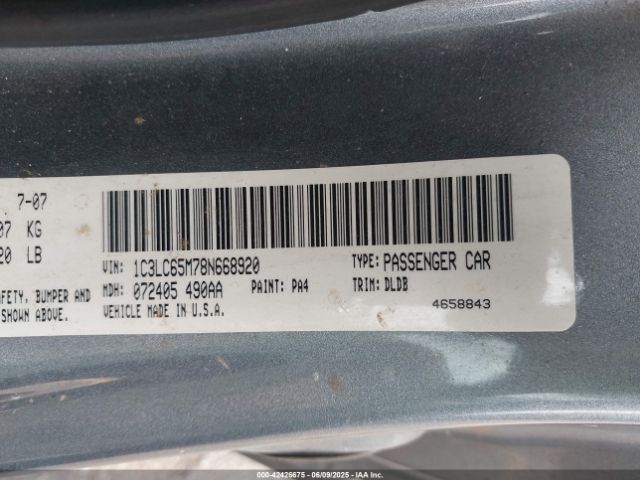 7-07
07 KG
20 LB
VIN: 1C3LC65M78N668920
TYPE: PASSENGER CAR
AFETY, BUMPER AND
MDH: 072405 490AA
PAINT: PA4
TRIM: DLDB
SHOWN ABOVE.
VEHICLE MADE IN U.S.A.
4658843
000-42426675 - 06/09/2025 - IAA Inc.